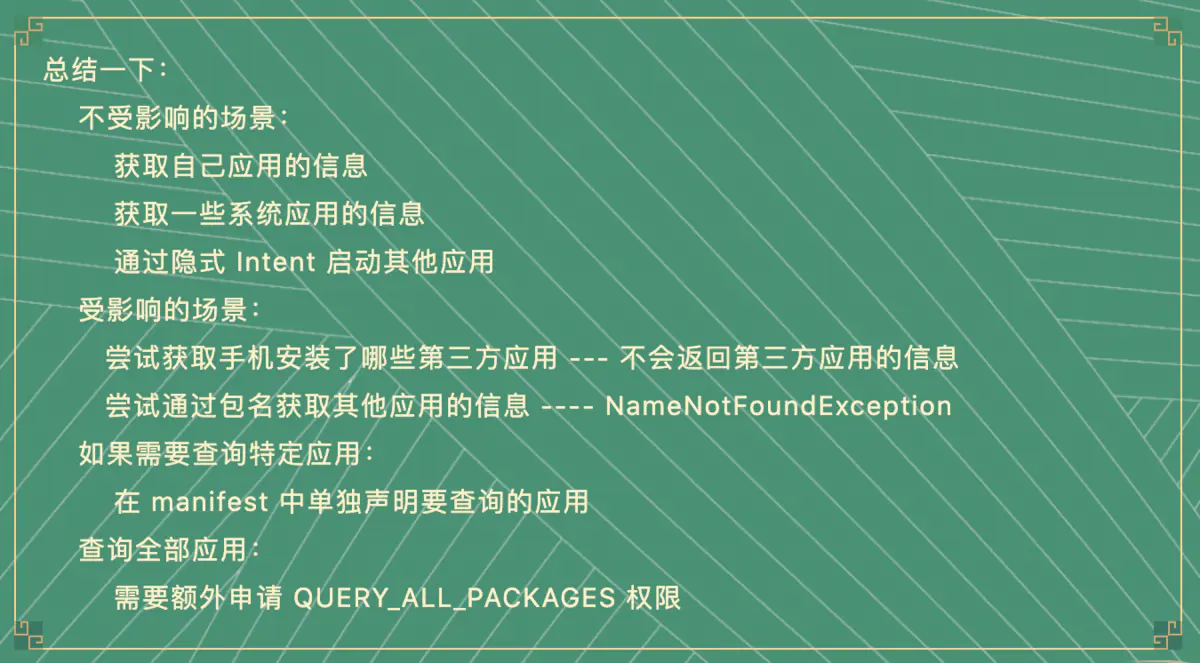 总结一下：
不受影响的场景：
获取自己应用的信息
获取一些系统应用的信息
通过隐式 Intent 启动其他应用
受影响的场景：
尝试获取手机安装了哪些第三方应用 --- 不会返回第三方应用的信息
尝试通过包名获取其他应用的信息 ---- NameNotFoundException
如果需要查询特定应用：
在 manifest 中单独声明要查询的应用
查询全部应用：
需要额外申请 QUERY_ALL_PACKAGES 权限